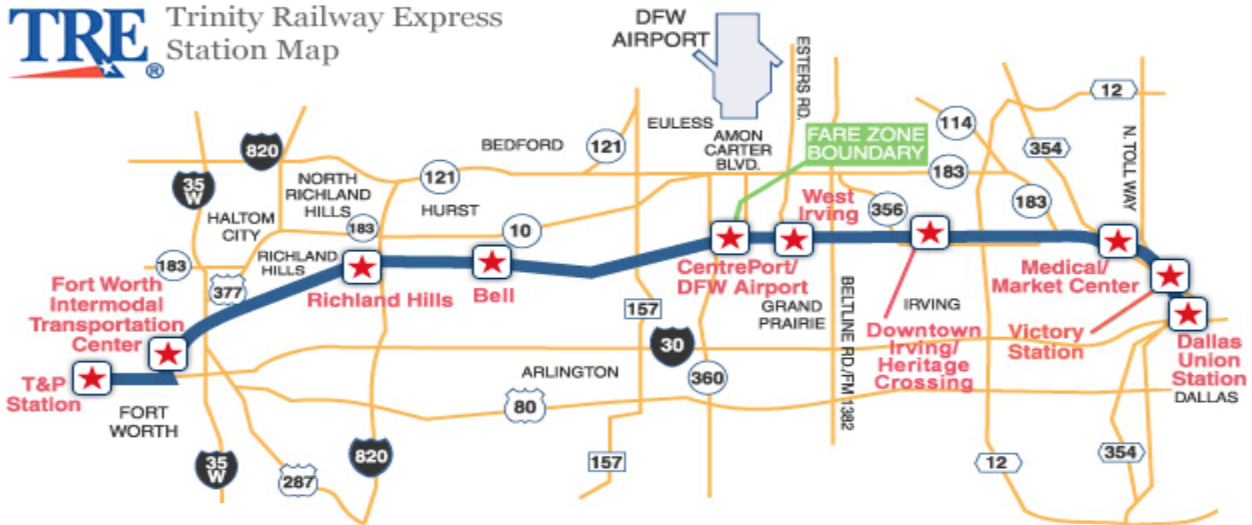 TRE®
Trinity Railway Express
Station Map
DFW
AIRPORT
ESTERS RD.
12
N. TOLL WAY
820
35
W
BEDFORD
121
EULESS
AMON
CARTER
BLVD.
FARE ZONE
BOUNDARY
114
354
NORTH
RICHLAND
HILLS
121
183
HALTOM
CITY
HURST
183
10
West
Irving
356
183
183
RICHLAND
HILLS
377
Fort Worth
Intermodal
Transportation
Center
Richland Hills
Bell
CentrePort/
DFW Airport
GRAND
PRAIRIE
BELTLINE RD./FM 1382
IRVING
Medical/
Market Center
157
30
Downtown
Irving/
Heritage
Crossing
Victory
Station
Dallas
Union
Station
DALLAS
T&P
Station
ARLINGTON
360
80
FORT
WORTH
35
W
820
287
157
12
354